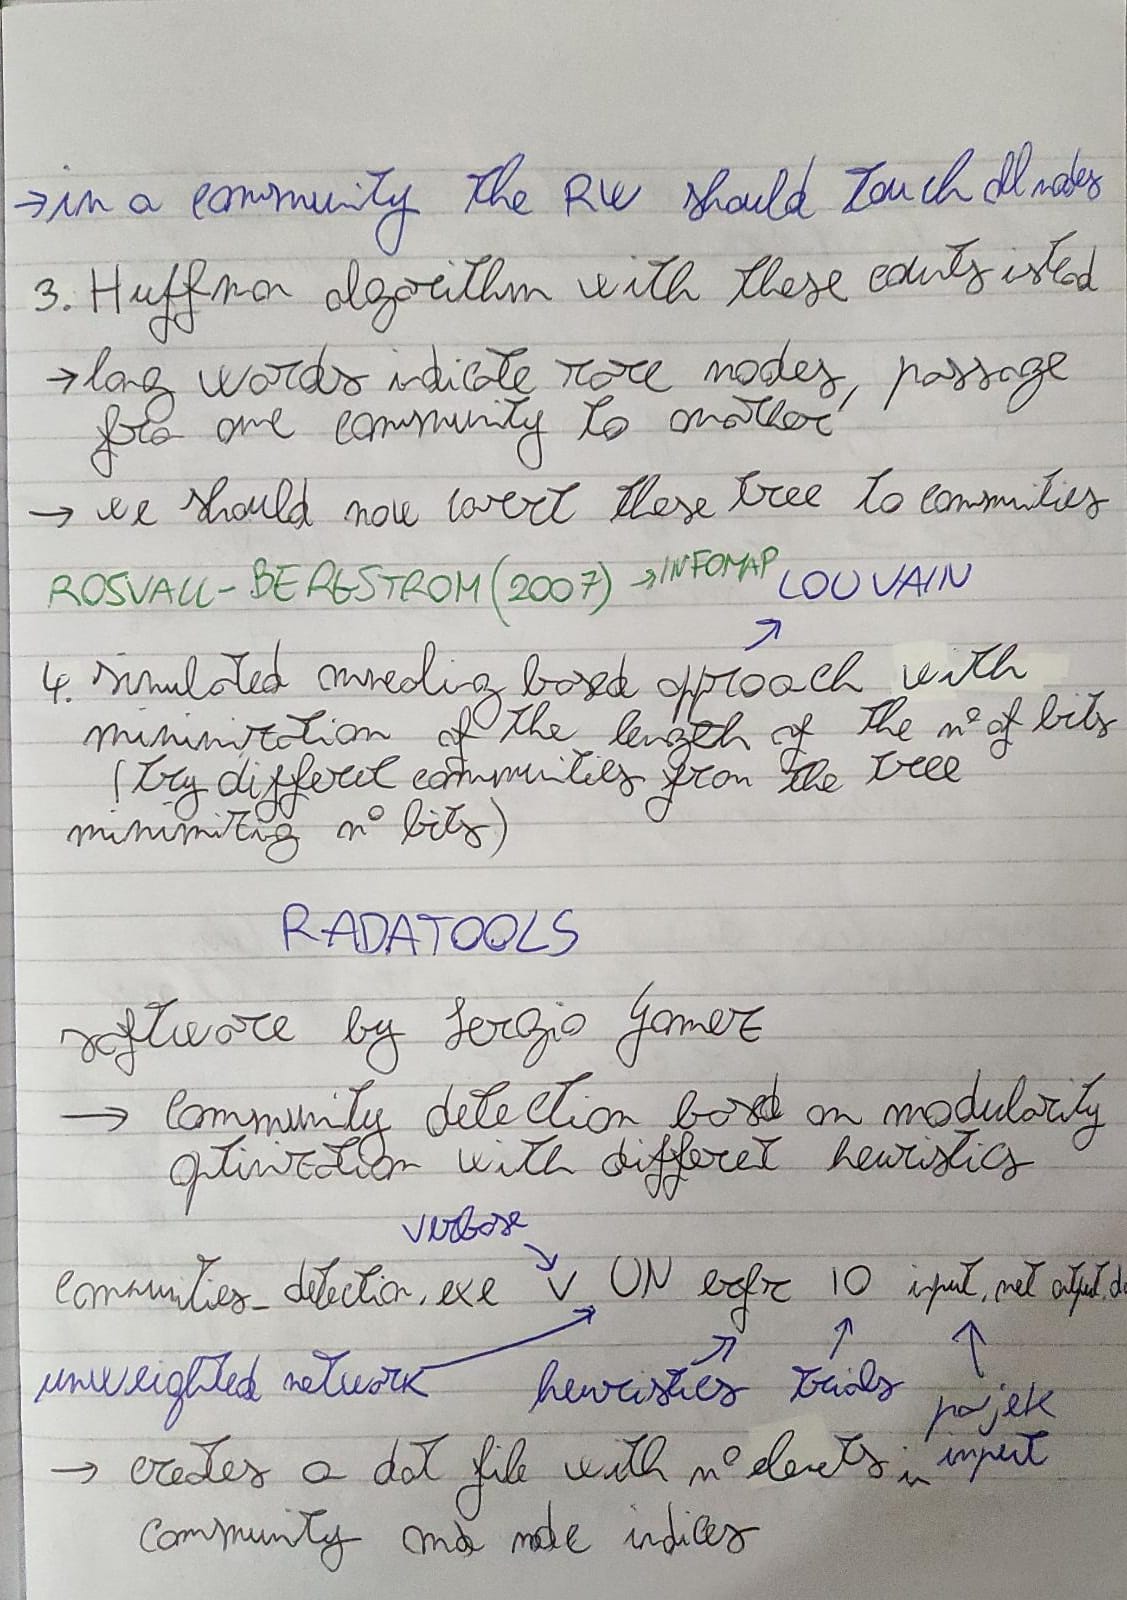 → in a community the RW should touch all nodes
3. Huffman algorithm with these counts
→ long words indicate rare nodes, passage
fro one community to another
→ we should now covert these tree to communities
ROSVALL-BERGSTROM (2007) → INFOMAP
LOUVAIN
4. simulated annealing based approach with
minimization of the length of the n° of bits
(try differet communities from the tree
minimizing n° bits)
RADATOOLS
software by Sergio Gomez
→ community detection based on modularity
optimization with different heuristics
verbose
communities_detection.exe V UN erfr 10 input.net output.da
unweighted network heuristics trials pajek
input
→ creates a dat file with n° elements in
community and node indices